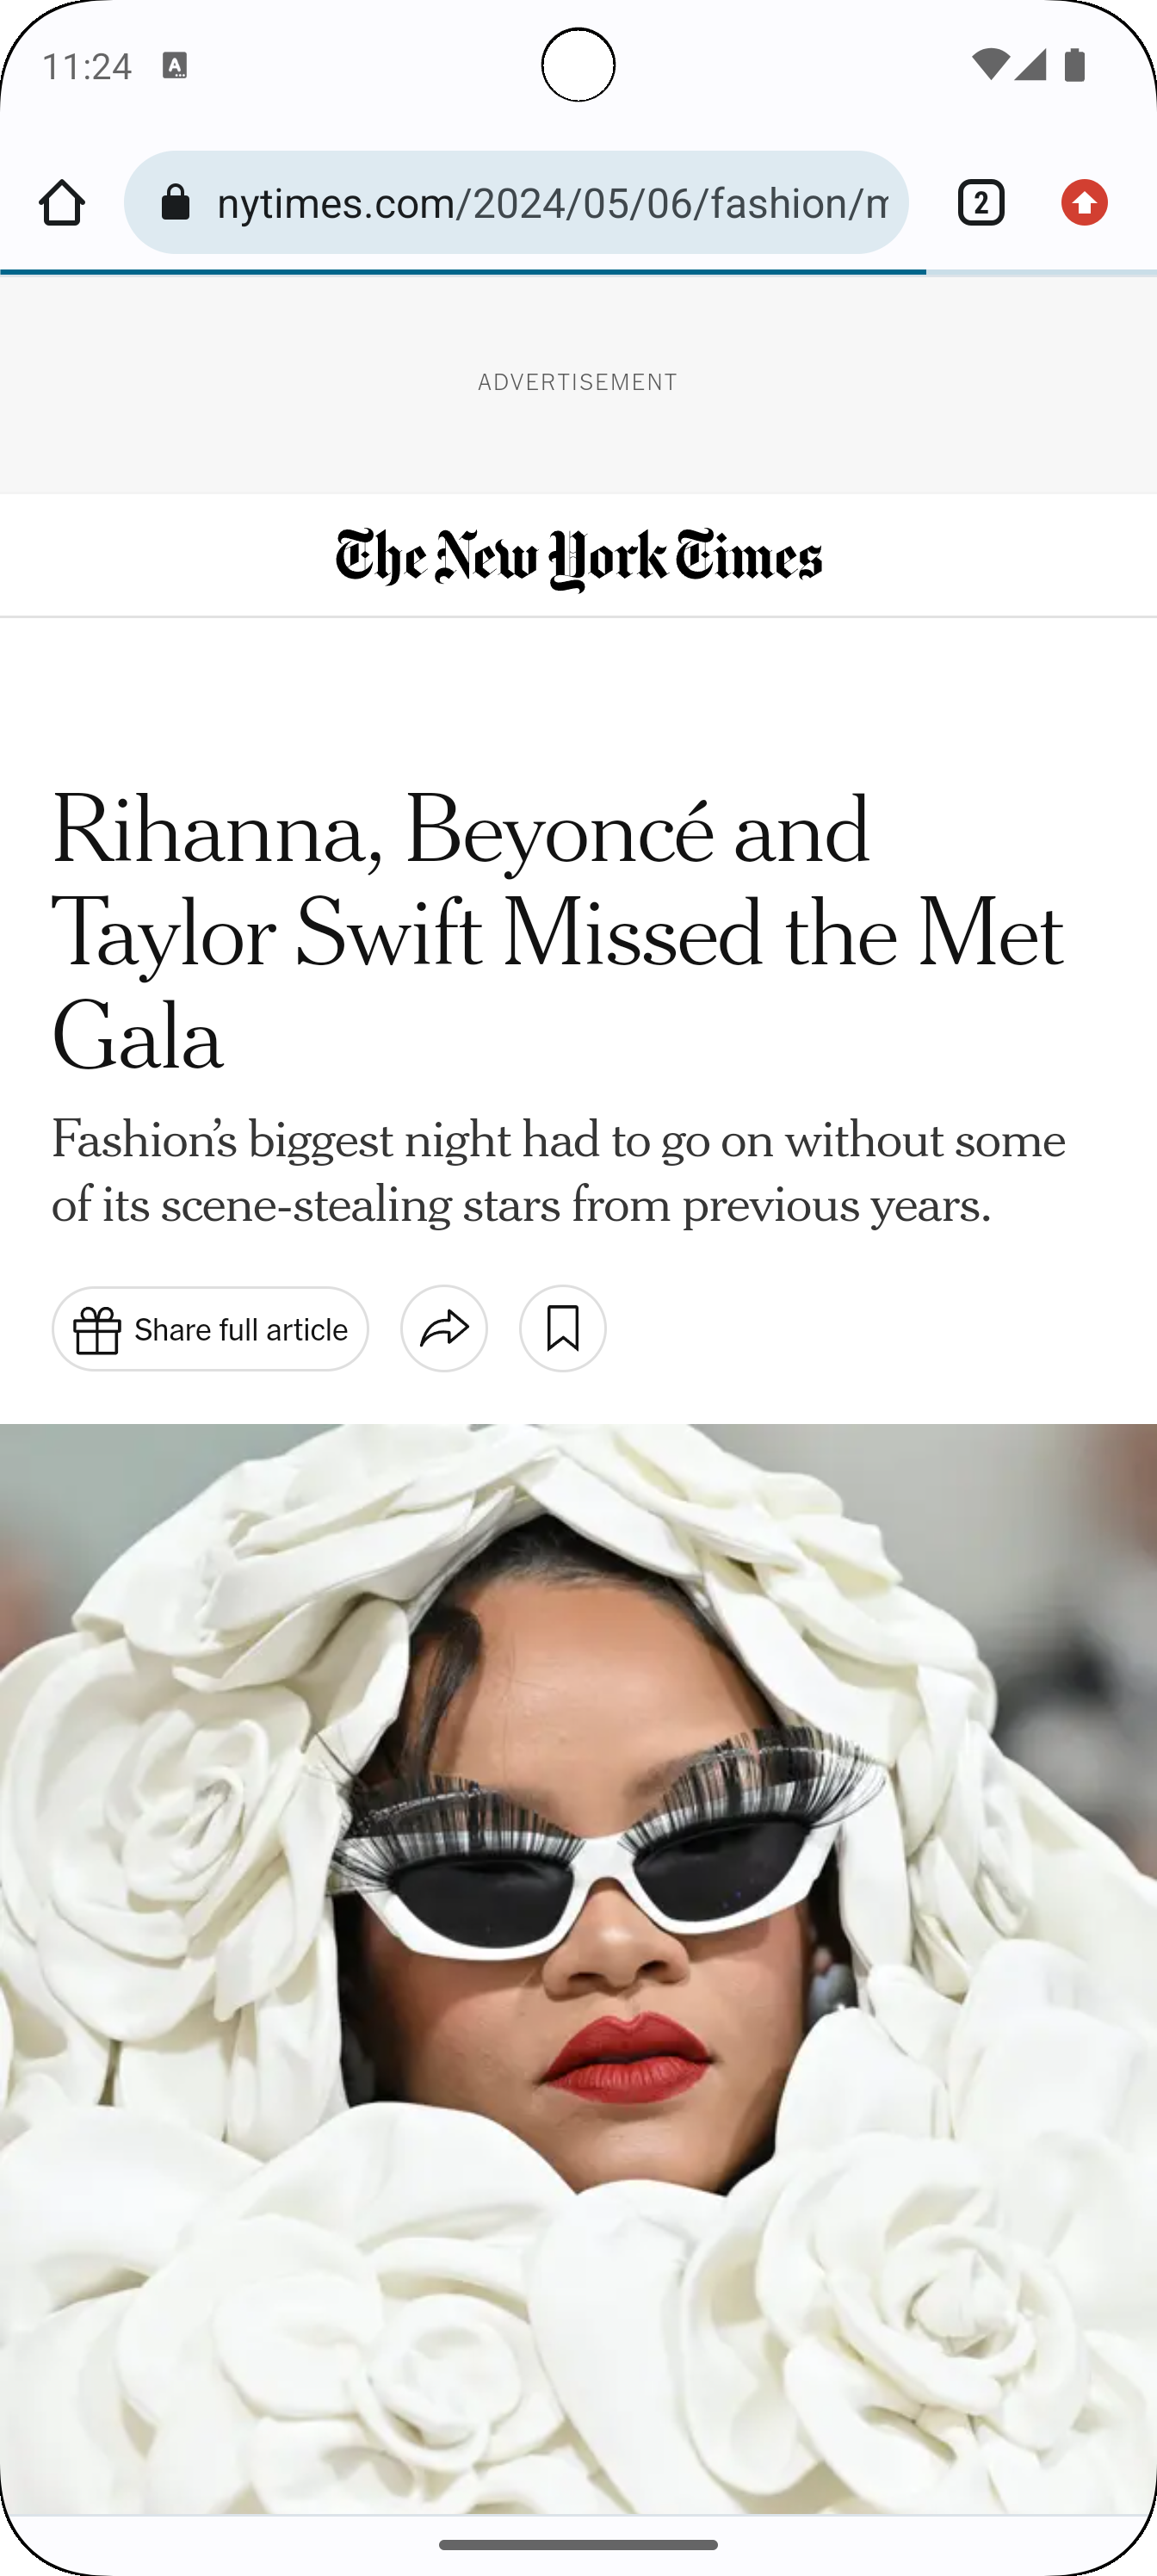 11:24
nytimes.com/2024/05/06/fashion/m
2
ADVERTISEMENT
The New York Times
Rihanna, Beyoncé and
Taylor Swift Missed the Met
Gala
Fashion’s biggest night had to go on without some
of its scene-stealing stars from previous years.
Share full article